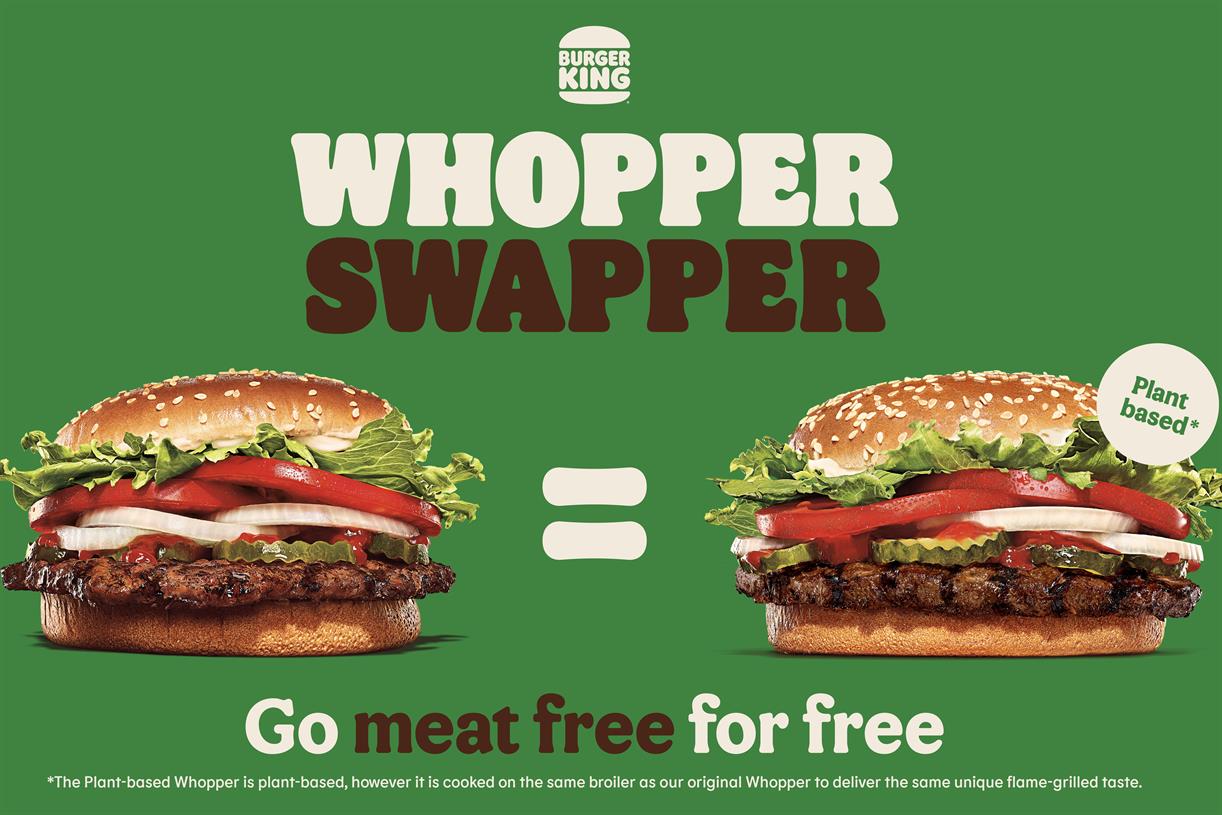 BURGER
KING
WHOPPER
SWAPPER
Plant
based*
Go meat free for free
*The Plant-based Whopper is plant-based, however it is cooked on the same broiler as our original Whopper to deliver the same unique flame-grilled taste.